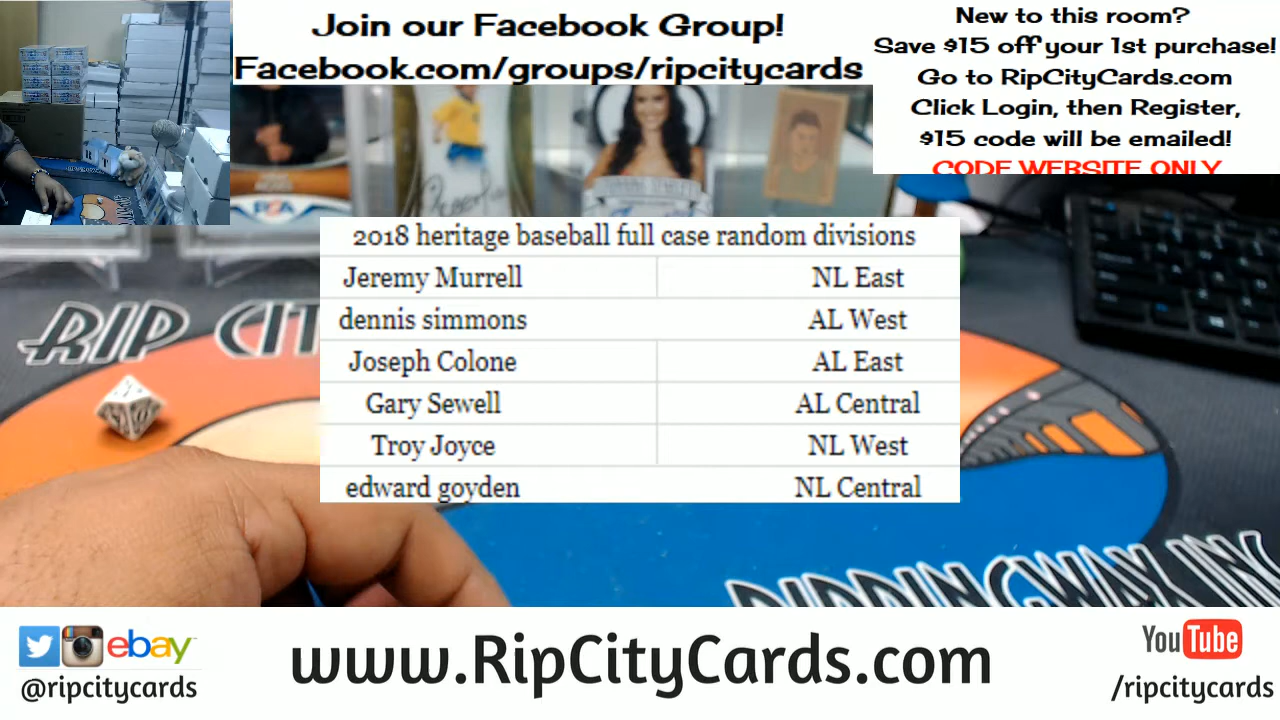 Join our Facebook Group!
Facebook.com/groups/ripcitycards
New to this room?
Save $15 off your 1st purchase!
Go to RipCityCards.com
Click Login, then Register,
$15 code will be emailed!
CODE WEBSITE ONLY
2018 heritage baseball full case random divisions
Jeremy Murrell NL East
dennis simmons AL West
Joseph Colone AL East
Gary Sewell AL Central
Troy Joyce NL West
edward goyden NL Central
RIP CIT
RIPPINGWAX.IN
ebay
@ripcitycards
www.RipCityCards.com
YouTube
/ripcitycards